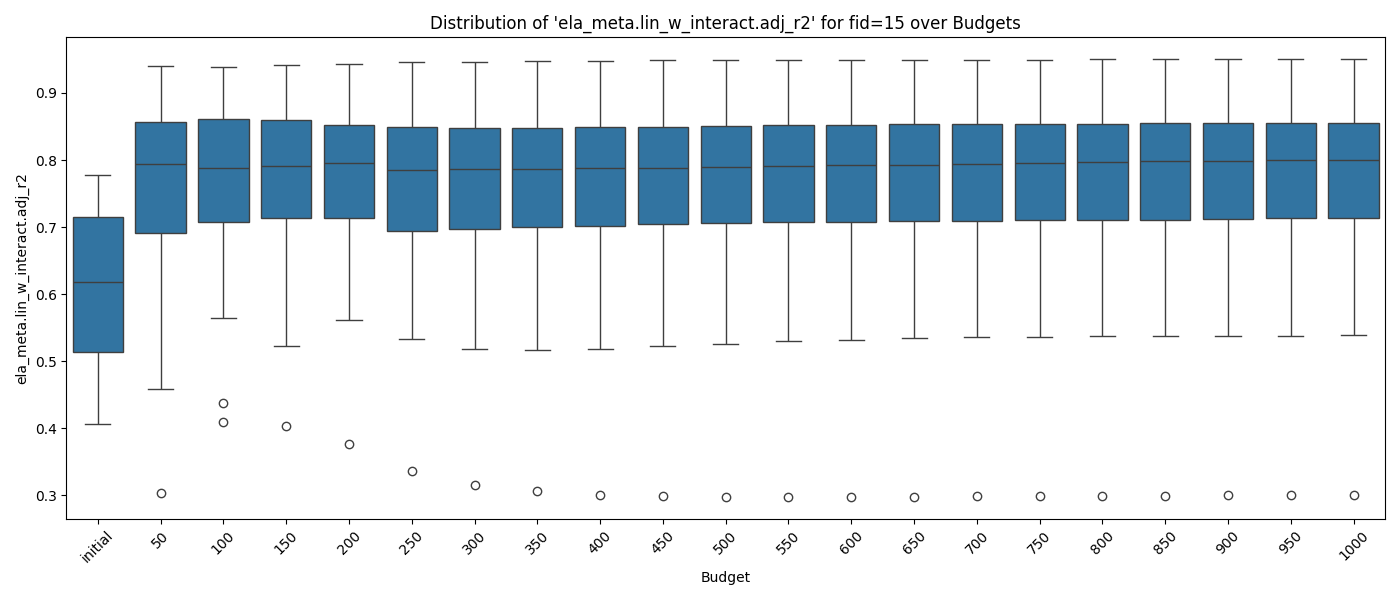 Distribution of 'ela_meta.lin_w_interact.adj_r2' for fid=15 over Budgets
ela_meta.lin_w_interact.adj_r2
0.9
0.8
0.7
0.6
0.5
0.4
0.3
initial 50 100 150 200 250 300 350 400 450 500 550 600 650 700 750 800 850 900 950 1000
Budget